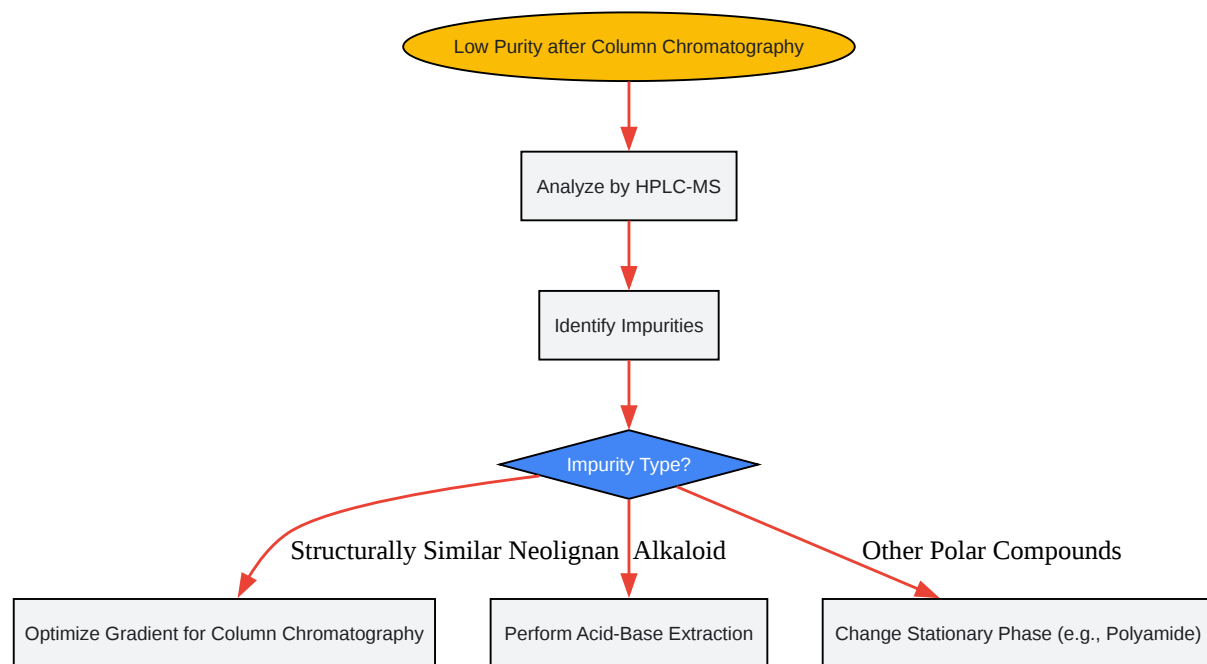 Low Purity after Column Chromatography
Analyze by HPLC-MS
Identify Impurities
Impurity Type?
Structurally Similar Neolignan
Alkaloid
Other Polar Compounds
Optimize Gradient for Column Chromatography
Perform Acid-Base Extraction
Change Stationary Phase (e.g., Polyamide)